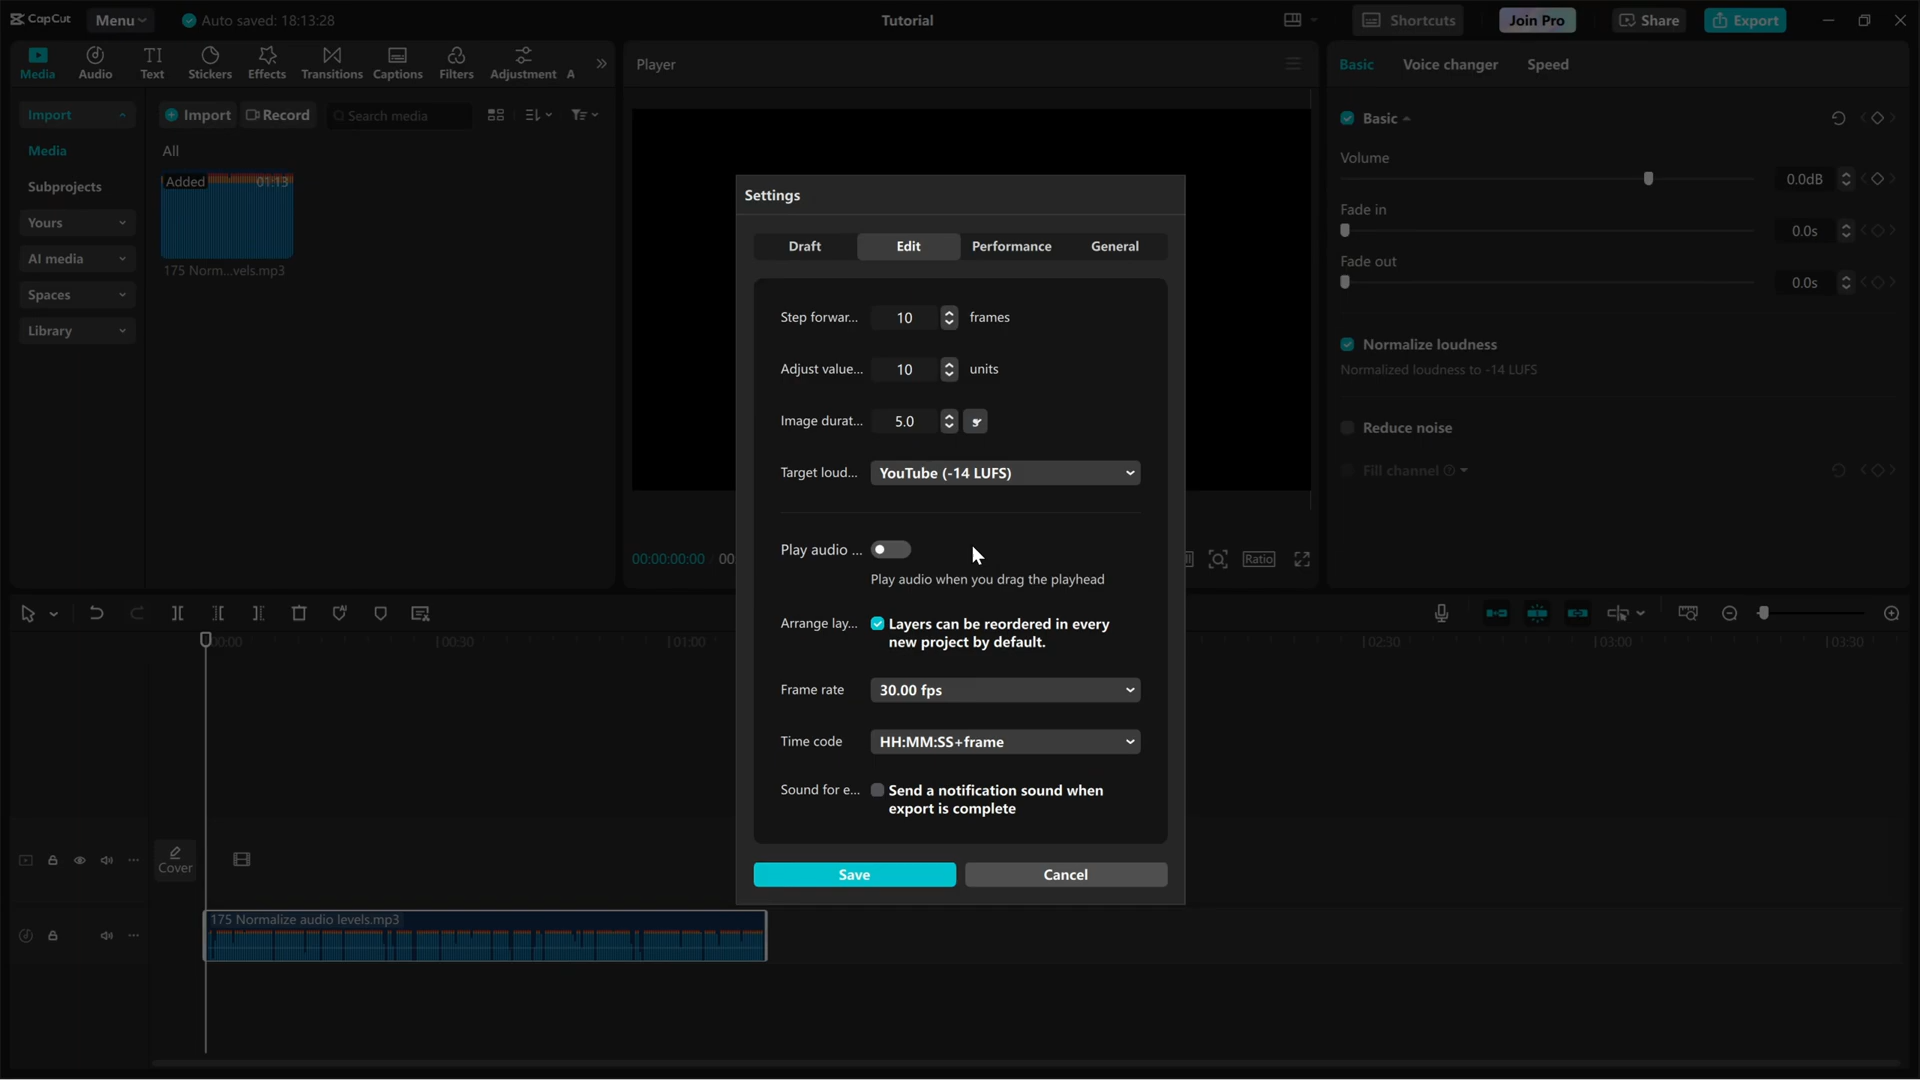 CapCut
Menu
Auto saved: 18:13:28
Tutorial
Shortcuts
Join Pro
Share
Export
Media
Audio
Text
Stickers
Effects
Transitions
Captions
Filters
Adjustment
A
Player
Basic
Voice changer
Speed
Import
Media
Subprojects
Yours
AI media
Spaces
Library
Import
Record
Search media
All
Added
01:13
175 Norm...vels.mp3
Basic
Volume
0.0dB
Fade in
0.0s
Fade out
0.0s
Normalize loudness
Normalized loudness to -14 LUFS
Reduce noise
Fill channel
Settings
Draft
Edit
Performance
General
Step forwar...
10
frames
Adjust value...
10
units
Image durat...
5.0
s
Target loud...
YouTube (-14 LUFS)
Play audio ...
Play audio when you drag the playhead
Arrange lay...
Layers can be reordered in every
new project by default.
Frame rate
30.00 fps
Time code
HH:MM:SS+frame
Sound for e...
Send a notification sound when
export is complete
Save
Cancel
00:00:00:00
00
Ratio
00:00
00:30
01:00
02:30
03:00
03:30
Cover
175 Normalize audio levels.mp3